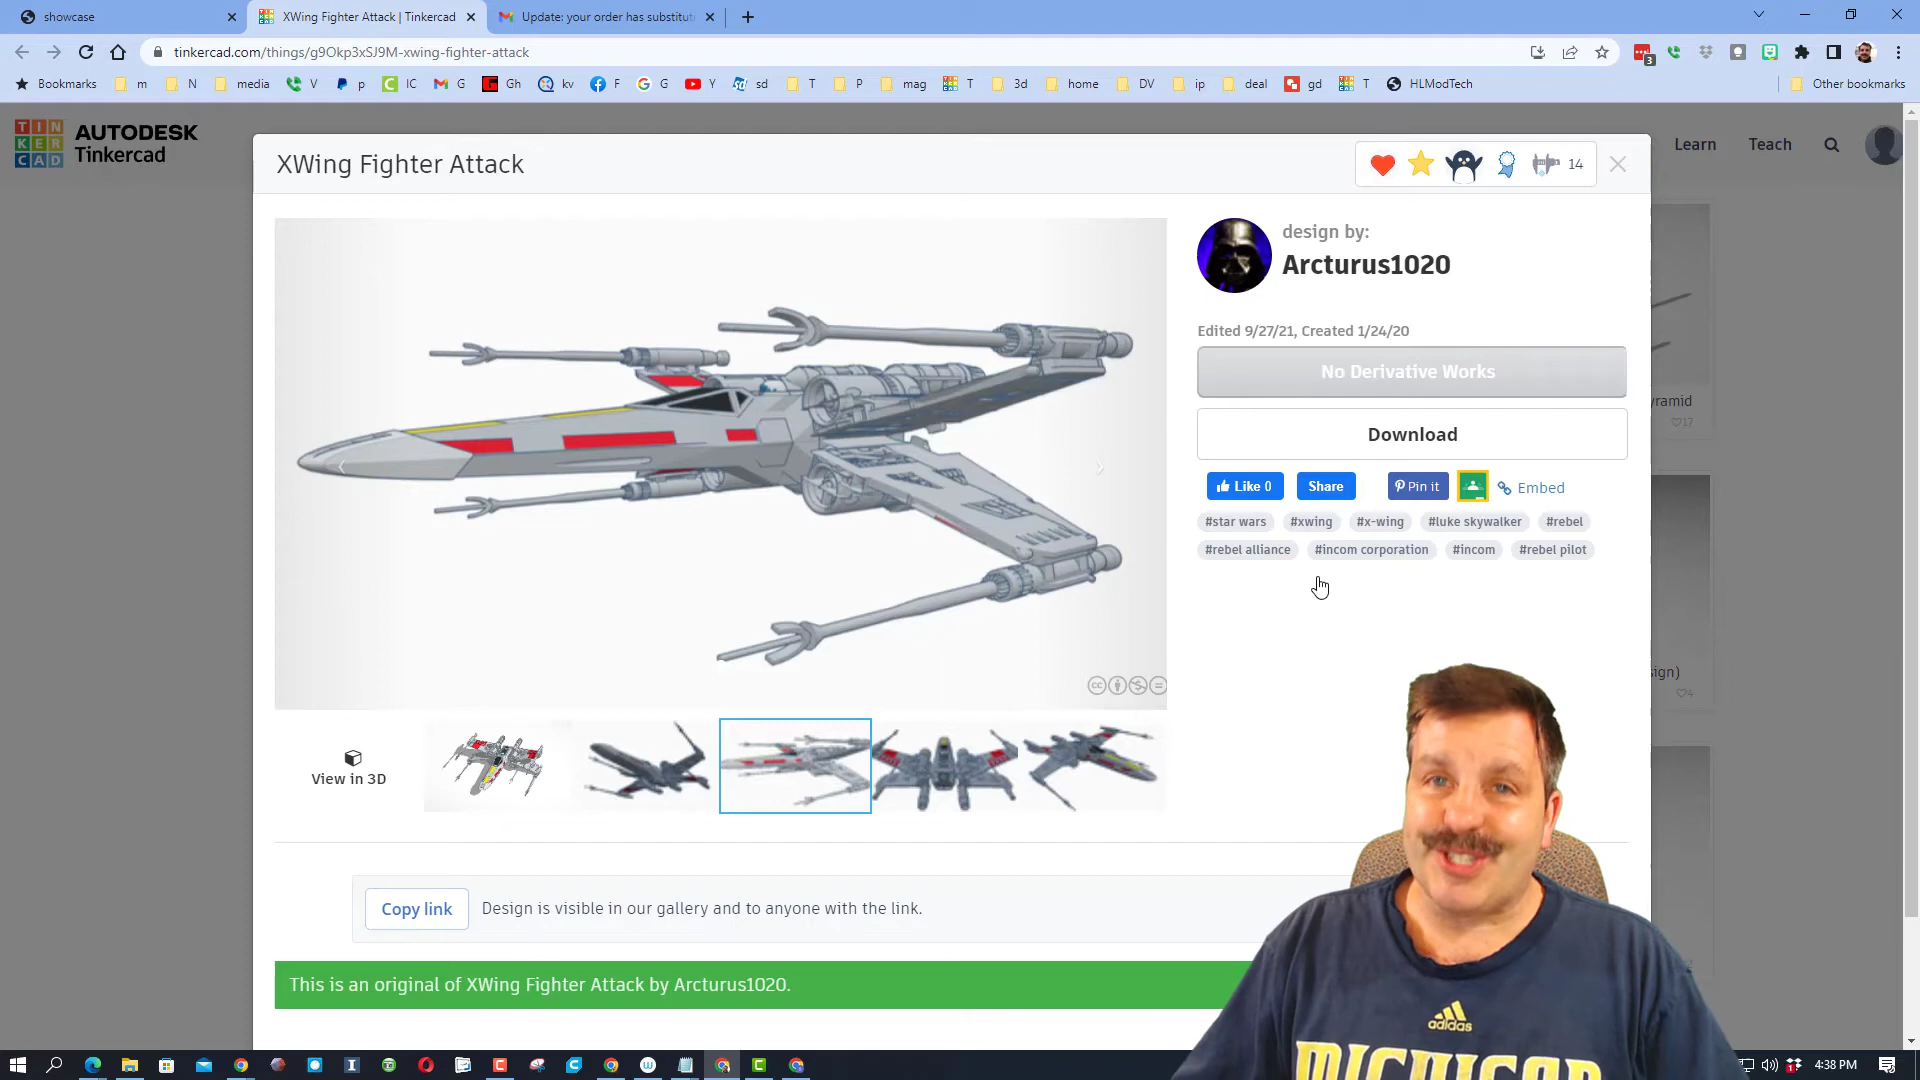 showcase
XWing Fighter Attack | Tinkercad
Update: your order has substitut
tinkercad.com/things/g9Okp3xSJ9M-xwing-fighter-attack
3
Bookmarks m N media V p IC G Gh kv F G Y sd T P mag T 3d home DV ip deal gd T HLModTech Other bookmarks
TIN
KER
CAD
AUTODESK
Tinkercad
Learn Teach
XWing Fighter Attack
14
design by:
Arcturus1020
Edited 9/27/21, Created 1/24/20
No Derivative Works
Download
Like 0 Share Pin it Embed
#star wars #xwing #x-wing #luke skywalker #rebel
#rebel alliance #incom corporation #incom #rebel pilot
yramid
17
sign)
4
cc
View in 3D
Copy link
Design is visible in our gallery and to anyone with the link.
This is an original of XWing Fighter Attack by Arcturus1020.
adidas
MICHIGAN
4:38 PM